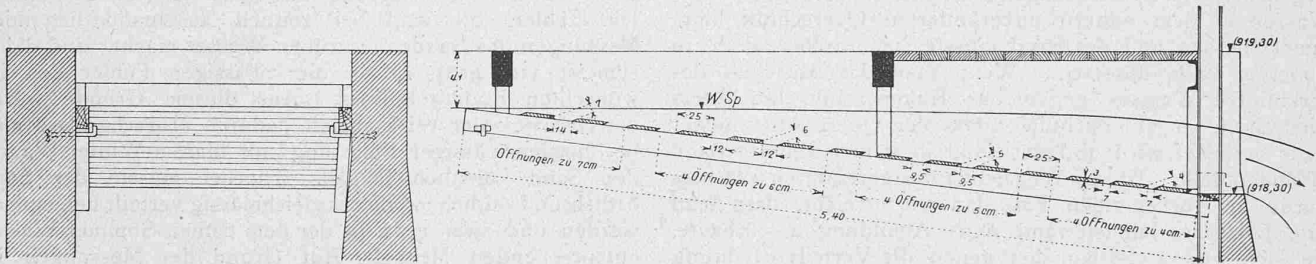 (919,30)
d1
WSp
1
25
14
6
12
12
5
25
9,5
9,5
3
4
7
(918,30)
Öffnungen zu 7cm.
4 Öffnungen zu 6cm.
4 Öffnungen zu 5cm.
4 Öffnungen zu 4cm.
5,40